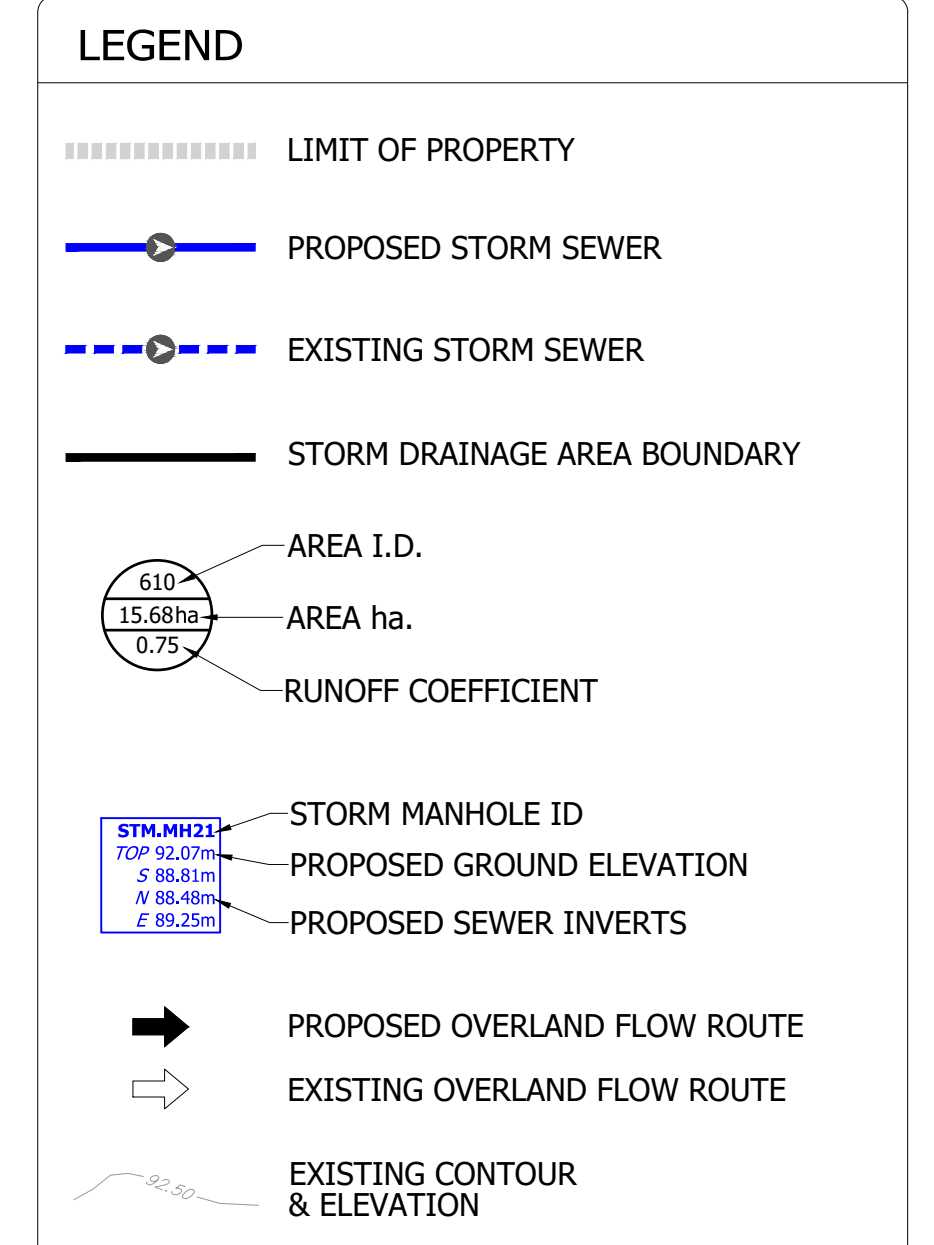 LEGEND
LIMIT OF PROPERTY
PROPOSED STORM SEWER
EXISTING STORM SEWER
STORM DRAINAGE AREA BOUNDARY
AREA I.D.
610
15.68ha
AREA ha.
0.75
RUNOFF COEFFICIENT
STORM MANHOLE ID
STM.MH21
TOP 92.07m
PROPOSED GROUND ELEVATION
S 88.81m
N 88.48m
E 89.25m
PROPOSED SEWER INVERTS
PROPOSED OVERLAND FLOW ROUTE
EXISTING OVERLAND FLOW ROUTE
92.50
EXISTING CONTOUR
& ELEVATION